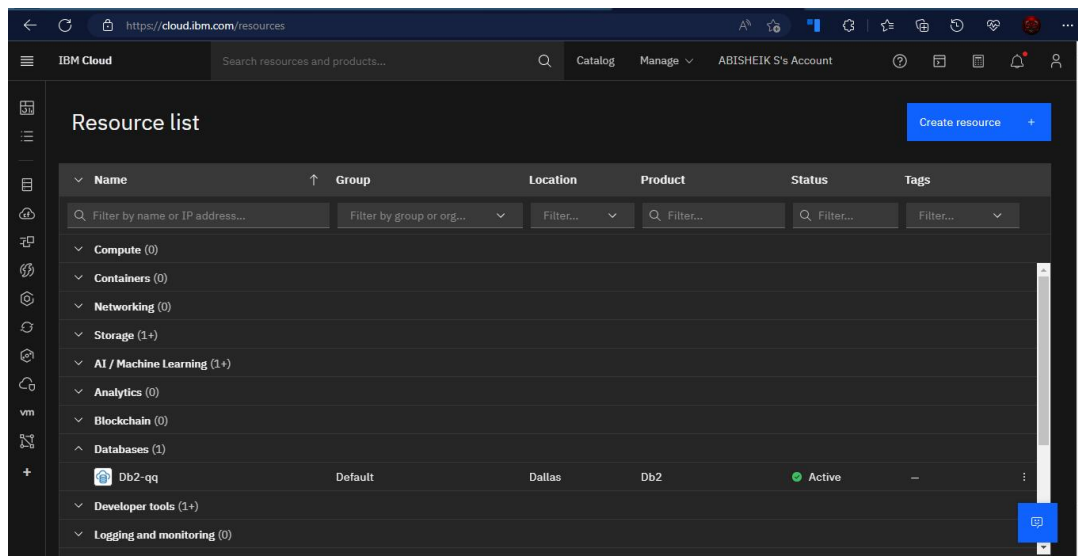 https://cloud.ibm.com/resources
IBM Cloud
Search resources and products...
Catalog
Manage
ABISHEIK S's Account
Resource list
Create resource +
Name Group Location Product Status Tags
Filter by name or IP address... Filter by group or org... Filter... Filter... Filter... Filter...
Compute (0)
Containers (0)
Networking (0)
Storage (1+)
AI / Machine Learning (1+)
Analytics (0)
Blockchain (0)
vm
Databases (1)
Db2-qq Default Dallas Db2 Active –
Developer tools (1+)
Logging and monitoring (0)